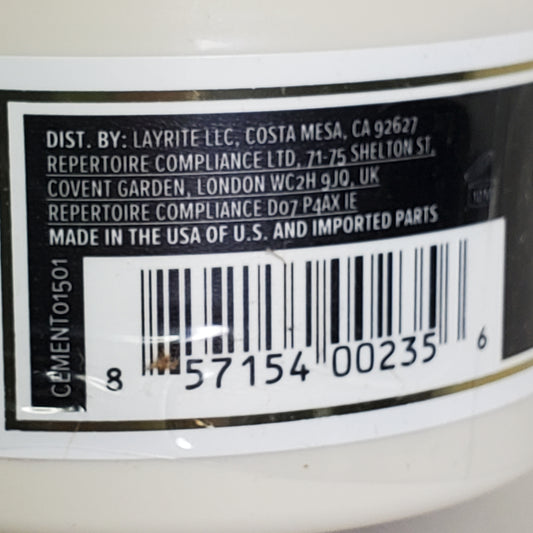 DIST. BY: LAYRITE LLC, COSTA MESA, CA 92627
REPERTOIRE COMPLIANCE LTD, 71-75 SHELTON ST,
COVENT GARDEN, LONDON WC2H 9JQ, UK
REPERTOIRE COMPLIANCE D07 P4AX IE
MADE IN THE USA OF U.S. AND IMPORTED PARTS
CEMENT01501
8 57154 00235 6